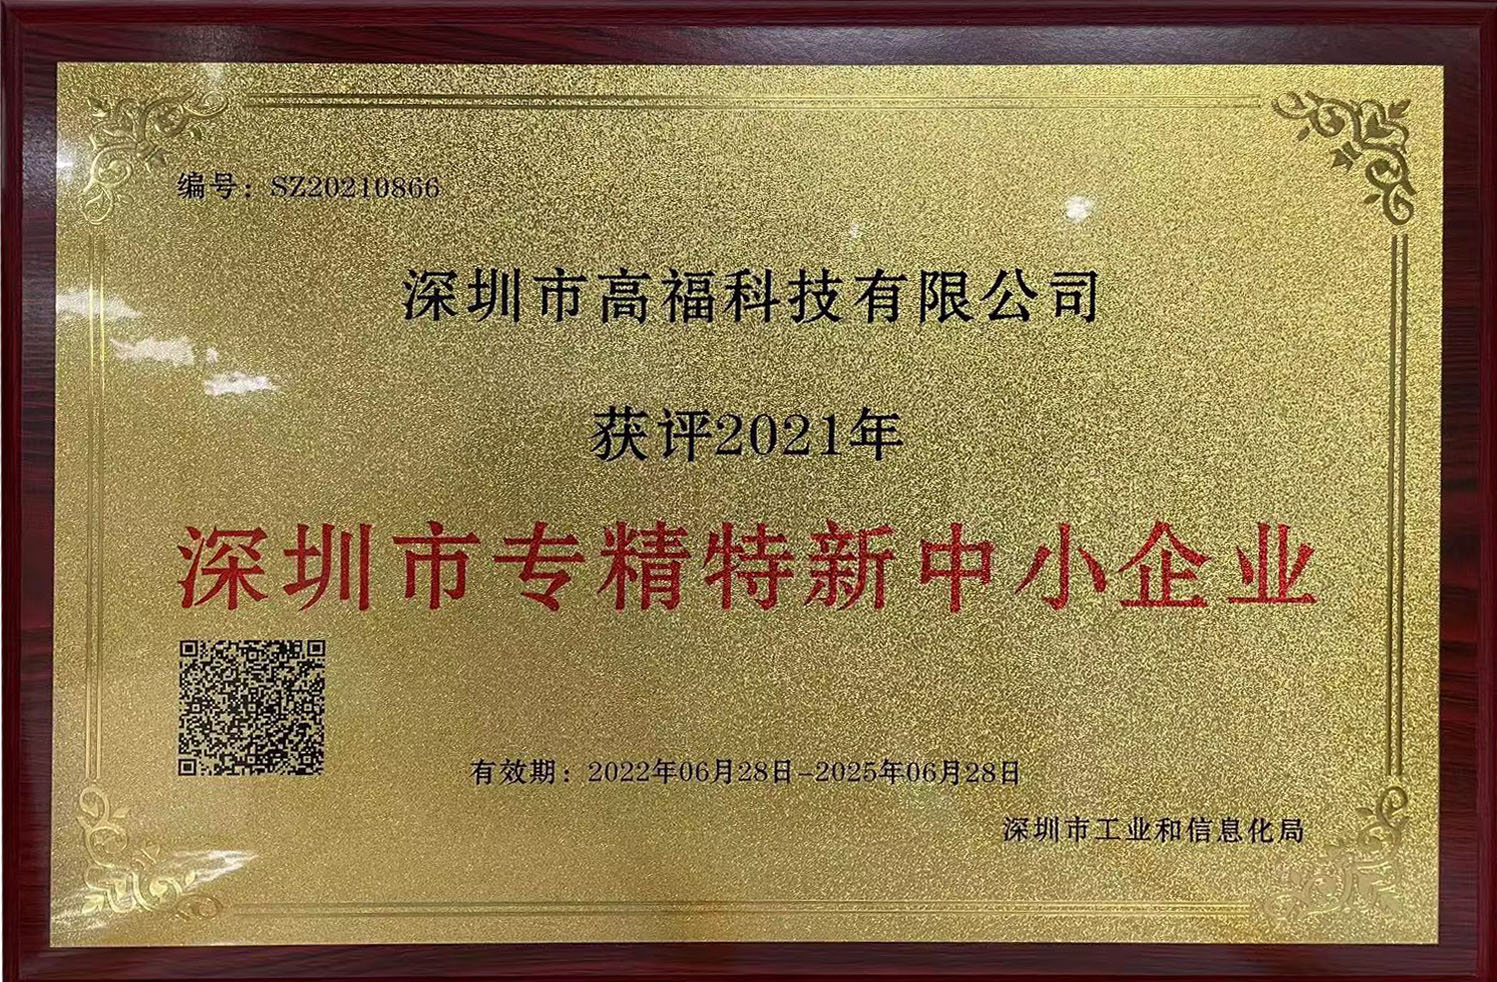 编号：SZ20210866
深圳市高福科技有限公司
获评2021年
深圳市专精特新中小企业
有效期：2022年06月28日-2025年06月28日
深圳市工业和信息化局